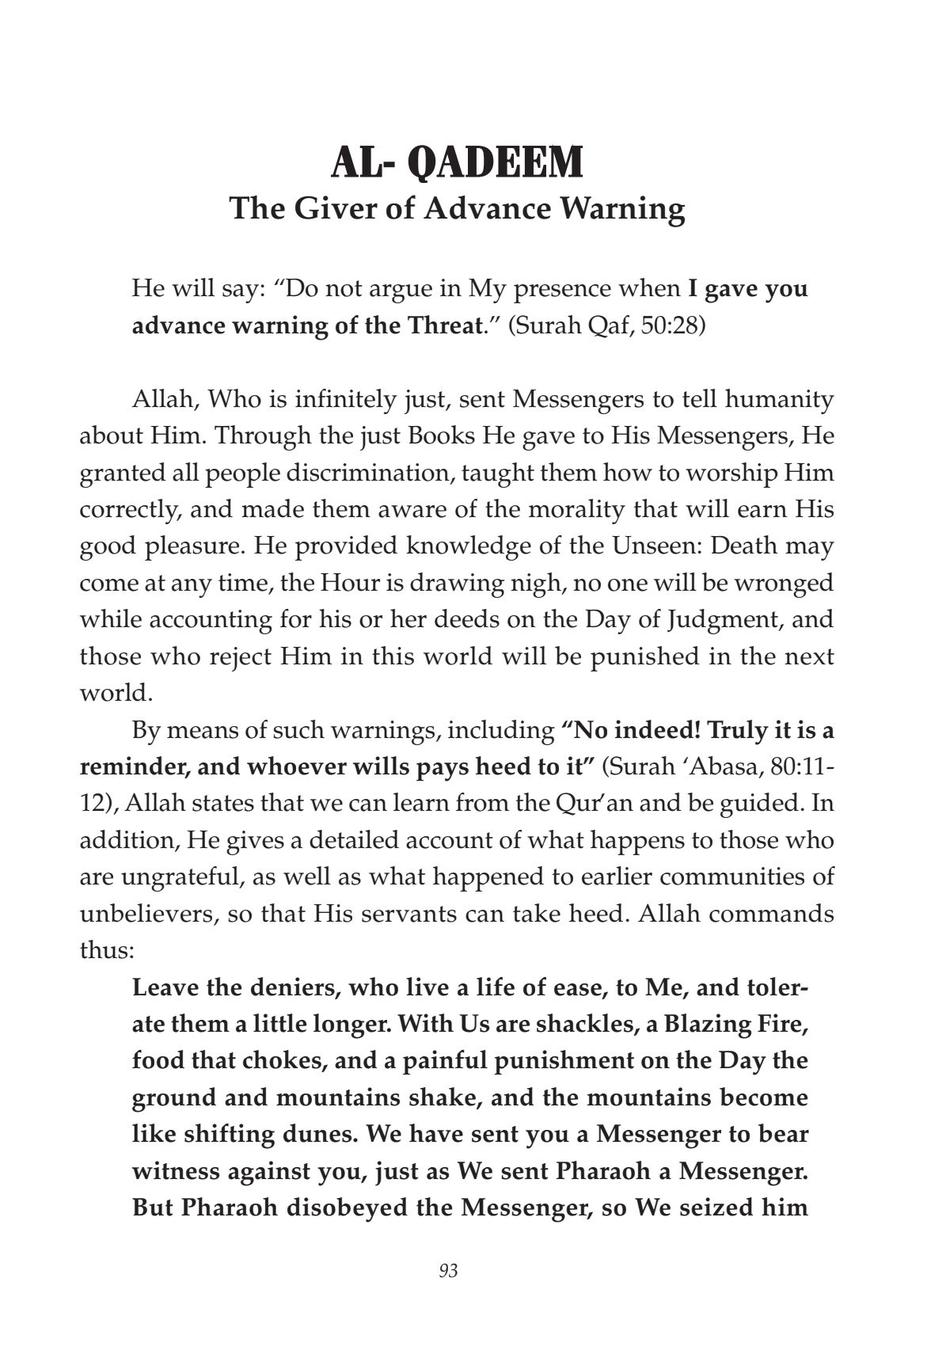 AL- QADEEM
The Giver of Advance Warning
He will say: “Do not argue in My presence when I gave you
advance warning of the Threat.” (Surah Qaf, 50:28)
Allah, Who is infinitely just, sent Messengers to tell humanity
about Him. Through the just Books He gave to His Messengers, He
granted all people discrimination, taught them how to worship Him
correctly, and made them aware of the morality that will earn His
good pleasure. He provided knowledge of the Unseen: Death may
come at any time, the Hour is drawing nigh, no one will be wronged
while accounting for his or her deeds on the Day of Judgment, and
those who reject Him in this world will be punished in the next
world.
By means of such warnings, including “No indeed! Truly it is a
reminder, and whoever wills pays heed to it” (Surah ‘Abasa, 80:11-
12), Allah states that we can learn from the Qur’an and be guided. In
addition, He gives a detailed account of what happens to those who
are ungrateful, as well as what happened to earlier communities of
unbelievers, so that His servants can take heed. Allah commands
thus:
Leave the deniers, who live a life of ease, to Me, and toler-
ate them a little longer. With Us are shackles, a Blazing Fire,
food that chokes, and a painful punishment on the Day the
ground and mountains shake, and the mountains become
like shifting dunes. We have sent you a Messenger to bear
witness against you, just as We sent Pharaoh a Messenger.
But Pharaoh disobeyed the Messenger, so We seized him
93